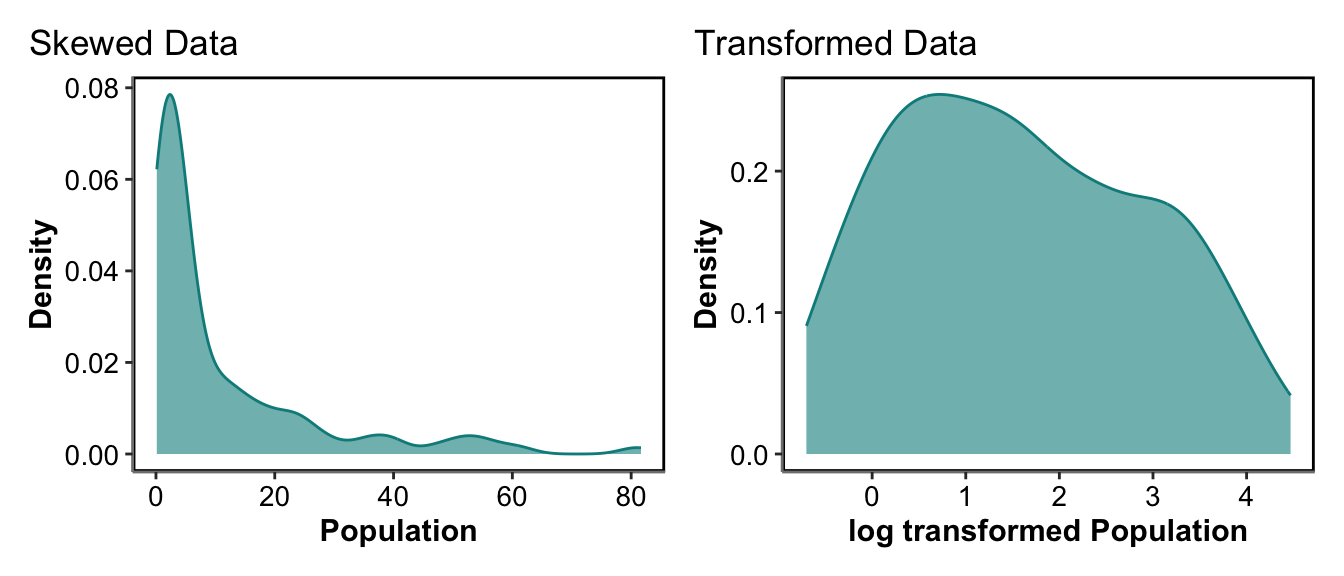 Skewed Data
Density
0.08
0.06
0.04
0.02
0.00
0 20 40 60 80
Population
Transformed Data
Density
0.2
0.1
0.0
0 1 2 3 4
log transformed Population